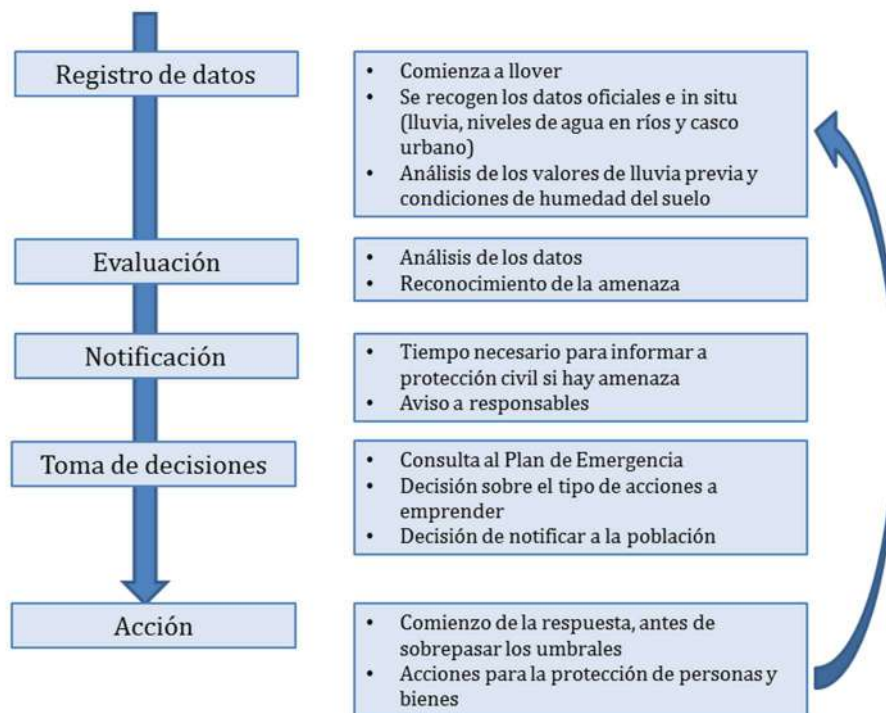 Registro de datos
• Comienza a llover
• Se recogen los datos oficiales e in situ
(lluvia, niveles de agua en ríos y casco
urbano)
• Análisis de los valores de lluvia previa y
condiciones de humedad del suelo
Evaluación
• Análisis de los datos
• Reconocimiento de la amenaza
Notificación
• Tiempo necesario para informar a
protección civil si hay amenaza
• Aviso a responsables
Toma de decisiones
• Consulta al Plan de Emergencia
• Decisión sobre el tipo de acciones a
emprender
• Decisión de notificar a la población
Acción
• Comienzo de la respuesta, antes de
sobrepasar los umbrales
• Acciones para la protección de personas y
bienes